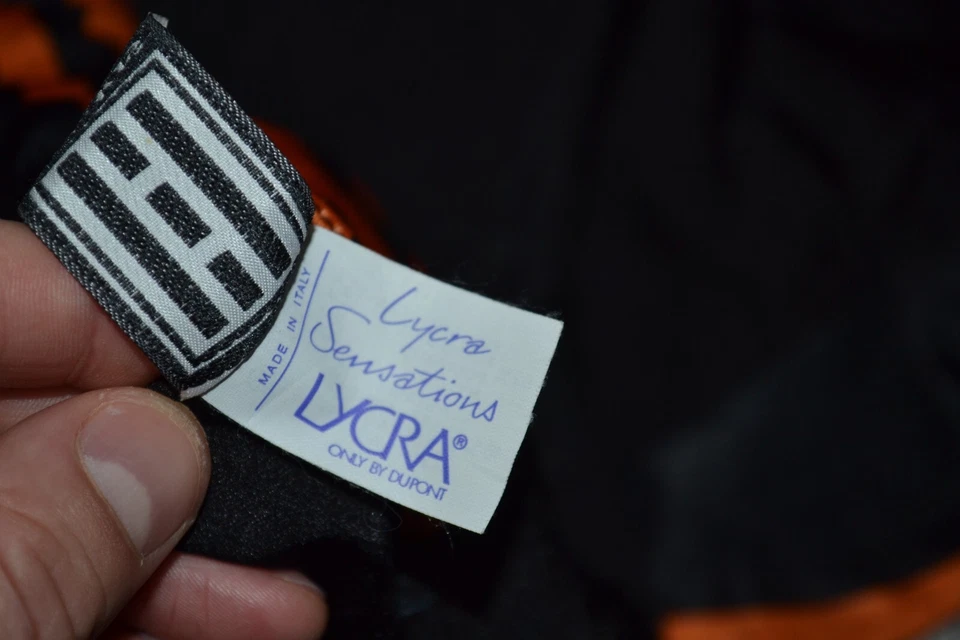 MADE IN ITALY
Lycra
Sensations
LYCRA®
ONLY BY DUPONT